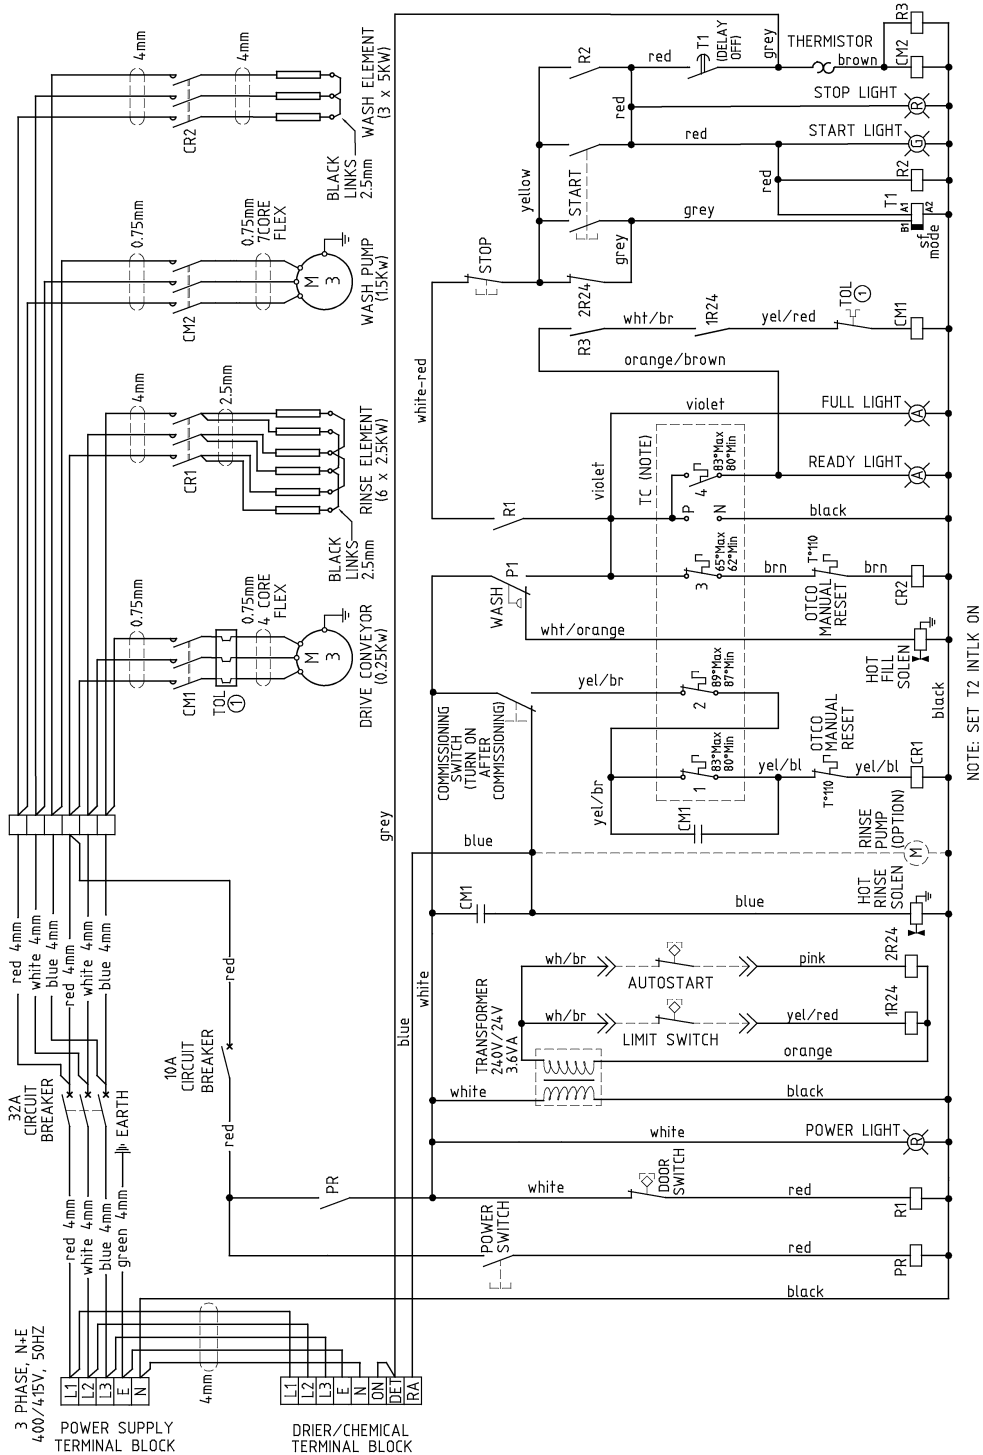 4mm
4mm
CR2
BLACK
LINKS
2.5mm
WASH ELEMENT
(3 x 5KW)
0.75mm
CM2
0.75mm
7CORE
FLEX
M
3
WASH PUMP
(1.5Kw)
4mm
2.5mm
CR1
BLACK
LINKS
2.5mm
RINSE ELEMENT
(6 x 2.5KW)
0.75mm
CM1
TOL
1
0.75mm
4 CORE
FLEX
M
3
DRIVE CONVEYOR
(0.25Kw)
red 4mm
white 4mm
blue 4mm
red 4mm
white 4mm
blue 4mm
32A
CIRCUIT
BREAKER
EARTH
red 4mm
white 4mm
blue 4mm
green 4mm
3 PHASE, N+E
400/415V, 50HZ
L1
L2
L3
E
N
POWER SUPPLY
TERMINAL BLOCK
4mm
L1
L2
L3
E
N
ON
DET
RA
DRIER/CHEMICAL
TERMINAL BLOCK
red
10A
CIRCUIT
BREAKER
red
grey
blue
white
R2
red
T1
(DELAY
OFF)
grey
THERMISTOR
brown
R3
CM2
red
STOP LIGHT
R
yellow
START
red
START LIGHT
G
red
R2
grey
T1
B1
A1
A2
sf
mode
STOP
2R24
grey
white-red
R3
wht/br
1R24
yel/red
TOL
1
CM1
orange/brown
violet
FULL LIGHT
A
violet
TC (NOTE)
4
83°Max
80°Min
READY LIGHT
A
R1
P
N
black
WASH
P1
3
65°Max
62°Min
brn
T°110
OTCO
MANUAL
RESET
brn
CR2
wht/orange
HOT
FILL
SOLEN
COMMISSIONING
SWITCH
(TURN ON
AFTER
COMMISSIONING)
yel/br
2
89°Max
87°Min
black
yel/br
1
83°Max
80°Min
yel/bl
OTCO
MANUAL
RESET
T°110
yel/bl
CR1
CM1
blue
RINSE
PUMP
(OPTION)
M
CM1
blue
HOT
RINSE
SOLEN
wh/br
AUTOSTART
pink
2R24
TRANSFORMER
240V/24V
3.6VA
wh/br
LIMIT SWITCH
yel/red
1R24
orange
white
black
white
POWER LIGHT
R
PR
white
DOOR
SWITCH
red
R1
POWER
SWITCH
red
PR
black
NOTE: SET T2 INTLK ON